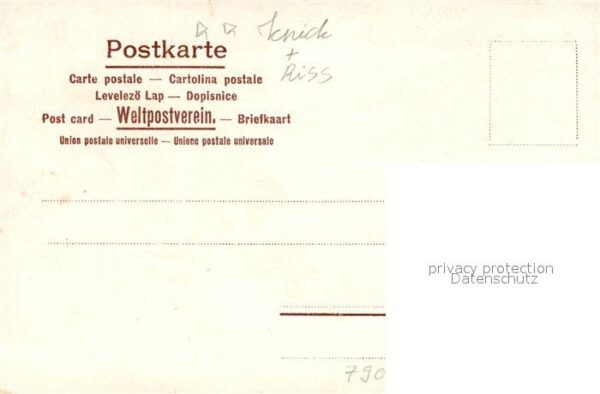 Knick
+
Riss
Postkarte
Carte postale — Cartolina postale
Levelezö Lap — Dopisnice
Post card — Weltpostverein. — Briefkaart
Union postale universelle — Unione postale universale
privacy protection
Datenschutz
790